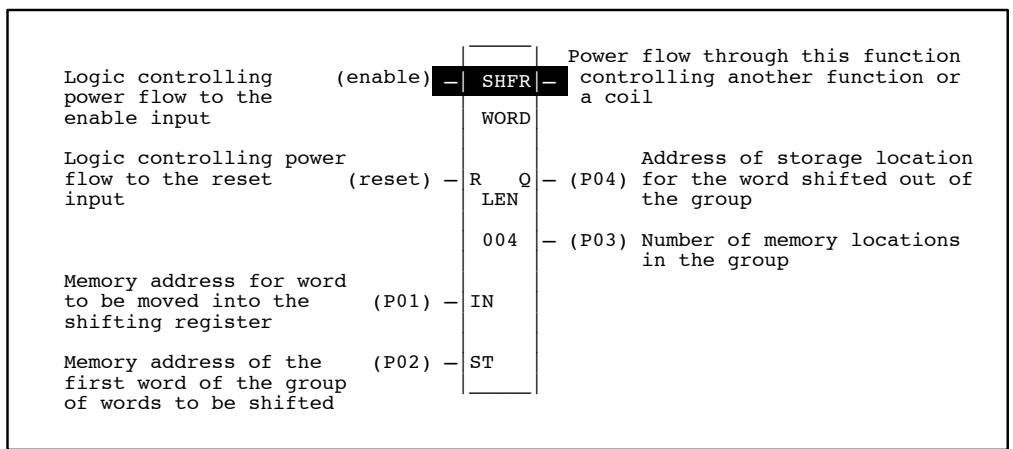 Power flow through this function
Logic controlling (enable) – SHFR – controlling another function or
power flow to the a coil
enable input WORD
Logic controlling power Address of storage location
flow to the reset (reset) – R Q – (P04) for the word shifted out of
input LEN the group
004 – (P03) Number of memory locations
in the group
Memory address for word
to be moved into the (P01) – IN
shifting register
Memory address of the (P02) – ST
first word of the group
of words to be shifted